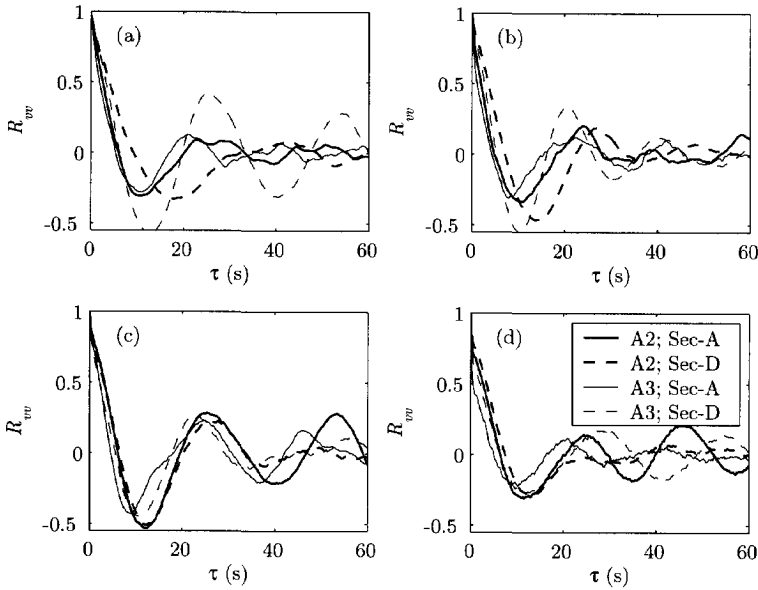 1
0.5
0
-0.5
R_vv
(a)
0
20
40
60
τ (s)
1
0.5
0
-0.5
R_vv
(b)
0
20
40
60
τ (s)
1
0.5
0
-0.5
R_vv
(c)
0
20
40
60
τ (s)
1
0.5
0
-0.5
R_vv
(d)
A2; Sec-A
A2; Sec-D
A3; Sec-A
A3; Sec-D
0
20
40
60
τ (s)